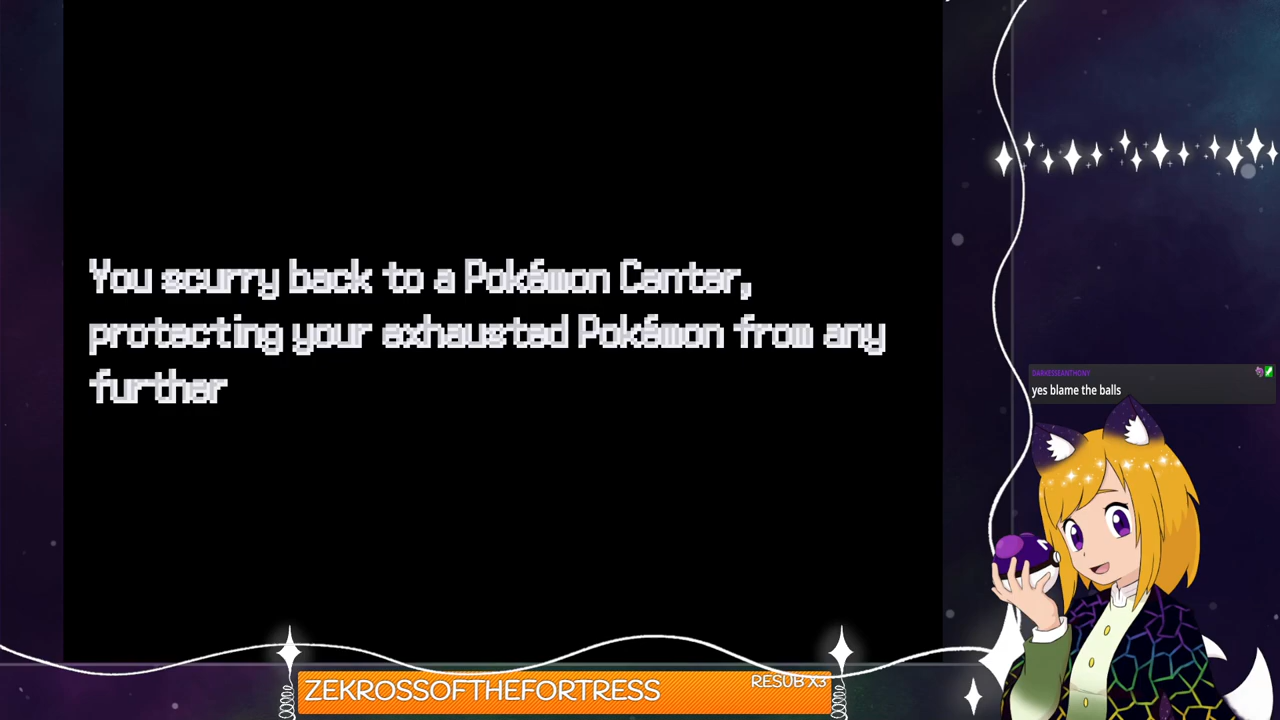 You scurry back to a Pokémon Center,
protecting your exhausted Pokémon from any
further
DARKESSEANTHONY
yes blame the balls
ZEKROSSOFTHEFORTRESS
RESUB X3